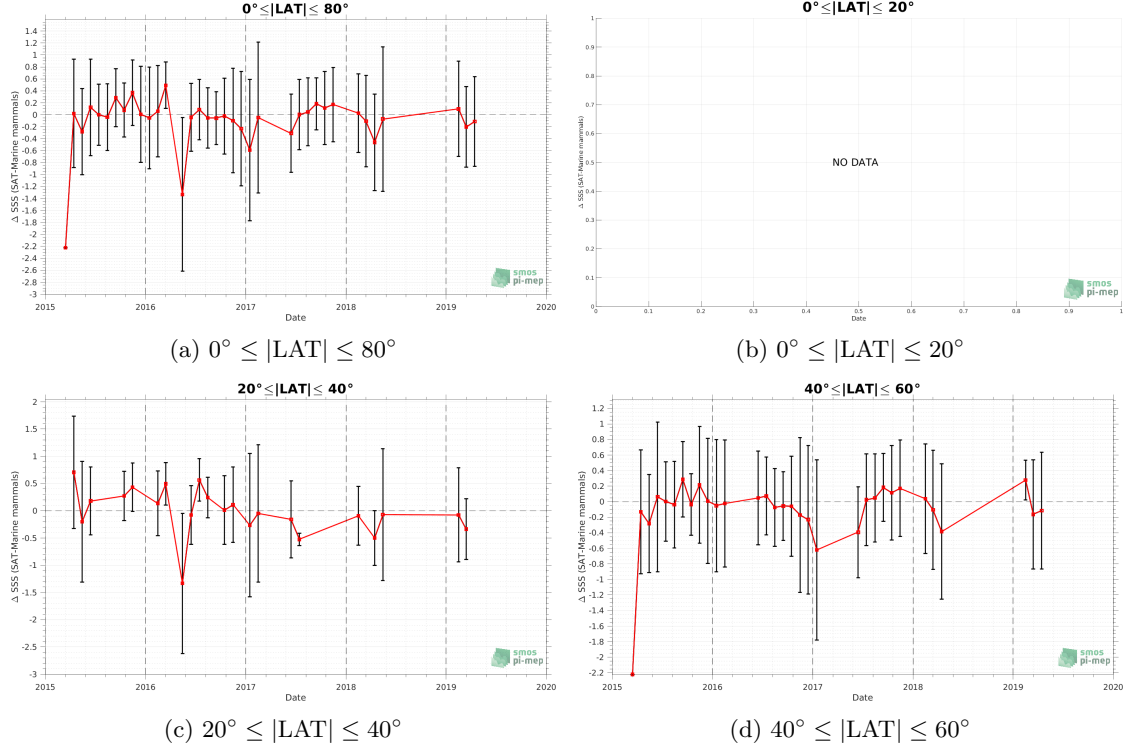 0°≤|LAT|≤ 80°
Δ SSS (SAT-Marine mammals)
1.4
1.2
1
0.8
0.6
0.4
0.2
0
-0.2
-0.4
-0.6
-0.8
-1
-1.2
-1.4
-1.6
-1.8
-2
-2.2
-2.4
-2.6
-2.8
-3
2015 2016 2017 2018 2019 2020
Date
smos
pi-mep
(a) 0° ≤ |LAT| ≤ 80°
0°≤|LAT|≤ 20°
Δ SSS (SAT-Marine mammals)
1
0.9
0.8
0.7
0.6
0.5
0.4
0.3
0.2
0.1
0
NO DATA
0 0.1 0.2 0.3 0.4 0.5 0.6 0.7 0.8 0.9 1
Date
smos
pi-mep
(b) 0° ≤ |LAT| ≤ 20°
20°≤|LAT|≤ 40°
Δ SSS (SAT-Marine mammals)
2
1.5
1
0.5
0
-0.5
-1
-1.5
-2
-2.5
-3
2015 2016 2017 2018 2019 2020
Date
smos
pi-mep
(c) 20° ≤ |LAT| ≤ 40°
40°≤|LAT|≤ 60°
Δ SSS (SAT-Marine mammals)
1.2
1
0.8
0.6
0.4
0.2
0
-0.2
-0.4
-0.6
-0.8
-1
-1.2
-1.4
-1.6
-1.8
-2
-2.2
2015 2016 2017 2018 2019 2020
Date
smos
pi-mep
(d) 40° ≤ |LAT| ≤ 60°